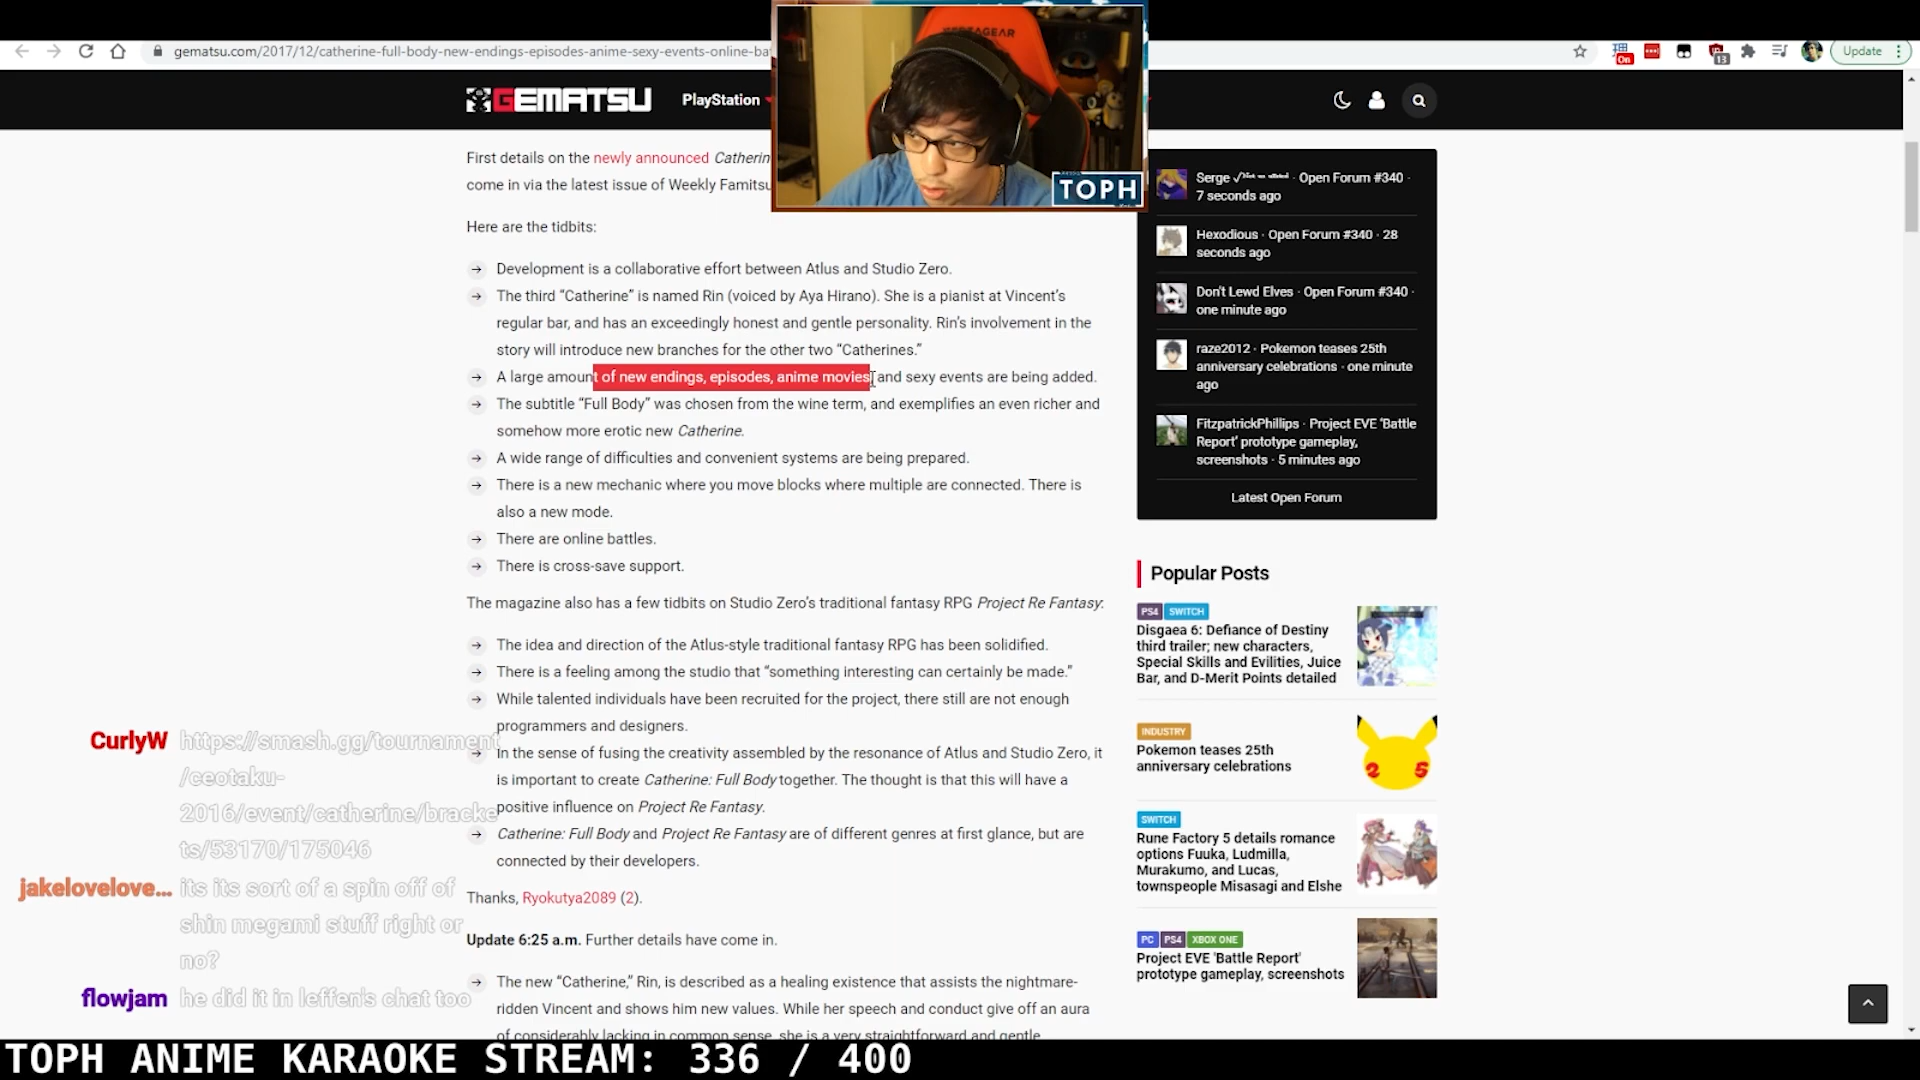 gematsu.com/2017/12/catherine-full-body-new-endings-episodes-anime-sexy-events-online-bat
On
13
Update
GEMATSU
PlayStation
TOPH
First details on the newly announced Catherin
come in via the latest issue of Weekly Famitsu
Here are the tidbits:
Development is a collaborative effort between Atlus and Studio Zero.
The third “Catherine” is named Rin (voiced by Aya Hirano). She is a pianist at Vincent’s
regular bar, and has an exceedingly honest and gentle personality. Rin’s involvement in the
story will introduce new branches for the other two “Catherines.”
A large amount of new endings, episodes, anime movies, and sexy events are being added.
The subtitle “Full Body” was chosen from the wine term, and exemplifies an even richer and
somehow more erotic new Catherine.
A wide range of difficulties and convenient systems are being prepared.
There is a new mechanic where you move blocks where multiple are connected. There is
also a new mode.
There are online battles.
There is cross-save support.
The magazine also has a few tidbits on Studio Zero’s traditional fantasy RPG Project Re Fantasy:
The idea and direction of the Atlus-style traditional fantasy RPG has been solidified.
There is a feeling among the studio that “something interesting can certainly be made.”
While talented individuals have been recruited for the project, there still are not enough
programmers and designers.
In the sense of fusing the creativity assembled by the resonance of Atlus and Studio Zero, it
is important to create Catherine: Full Body together. The thought is that this will have a
positive influence on Project Re Fantasy.
Catherine: Full Body and Project Re Fantasy are of different genres at first glance, but are
connected by their developers.
Thanks, Ryokutya2089 (2).
Update 6:25 a.m. Further details have come in.
The new “Catherine,” Rin, is described as a healing existence that assists the nightmare-
ridden Vincent and shows him new values. While her speech and conduct give off an aura
of considerably lacking in common sense, she is a very straightforward and gentle
Serge · Open Forum #340 ·
7 seconds ago
Hexodious · Open Forum #340 · 28
seconds ago
Don't Lewd Elves · Open Forum #340 ·
one minute ago
raze2012 · Pokemon teases 25th
anniversary celebrations · one minute
ago
FitzpatrickPhillips · Project EVE ‘Battle
Report’ prototype gameplay,
screenshots · 5 minutes ago
Latest Open Forum
Popular Posts
PS4 SWITCH
Disgaea 6: Defiance of Destiny
third trailer; new characters,
Special Skills and Evilities, Juice
Bar, and D-Merit Points detailed
INDUSTRY
Pokemon teases 25th
anniversary celebrations
2 5
SWITCH
Rune Factory 5 details romance
options Fuuka, Ludmilla,
Murakumo, and Lucas,
townspeople Misasagi and Elshe
PC PS4 XBOX ONE
Project EVE 'Battle Report'
prototype gameplay, screenshots
CurlyW https://smash.gg/tournament
/ceotaku-
2016/event/catherine/bracke
ts/53170/175046
jakelovelove... its its sort of a spin off of
shin megami stuff right or
no?
flowjam he did it in leffen's chat too
TOPH ANIME KARAOKE STREAM: 336 / 400